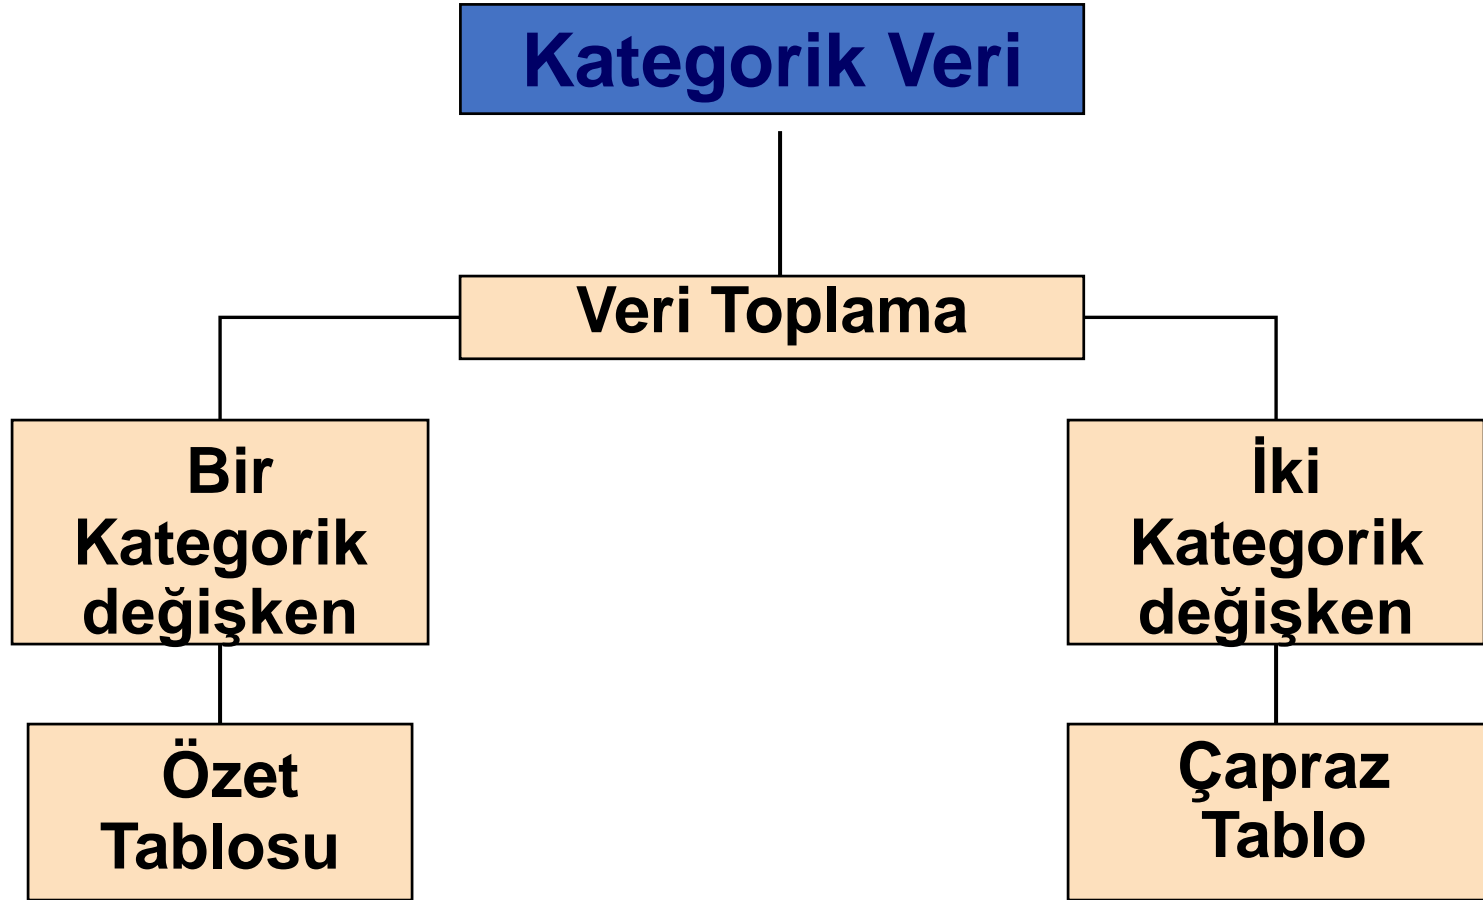 Kategorik Veri
Veri Toplama
Bir
Kategorik
değişken
İki
Kategorik
değişken
Özet
Tablosu
Çapraz
Tablo